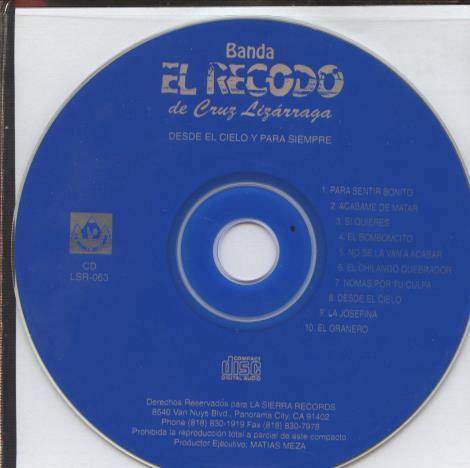 Banda
EL RECODO
de Cruz Lizárraga
DESDE EL CIELO Y PARA SIEMPRE
1. PARA SENTIR BONITO
2. ACABAME DE MATAR
3. SI QUIERES
4. EL BOMBOMCITO
5. NO SE LA VAN A ACABAR
6. EL CHILANGO QUEBRADOR
7. NOMAS POR TU CULPA
8. DESDE EL CIELO
9. LA JOSEFINA
10. EL GRANERO
CD
LSR-063
COMPACT
disc
DIGITAL AUDIO
Derechos Reservados para LA SIERRA RECORDS
8540 Van Nuys Blvd., Panorama City, CA 91402
Phone (818) 830-1919 Fax (818) 830-7978
Prohibida la reproducción total a parcial de este compacto
Productor Ejecutivo: MATIAS MEZA